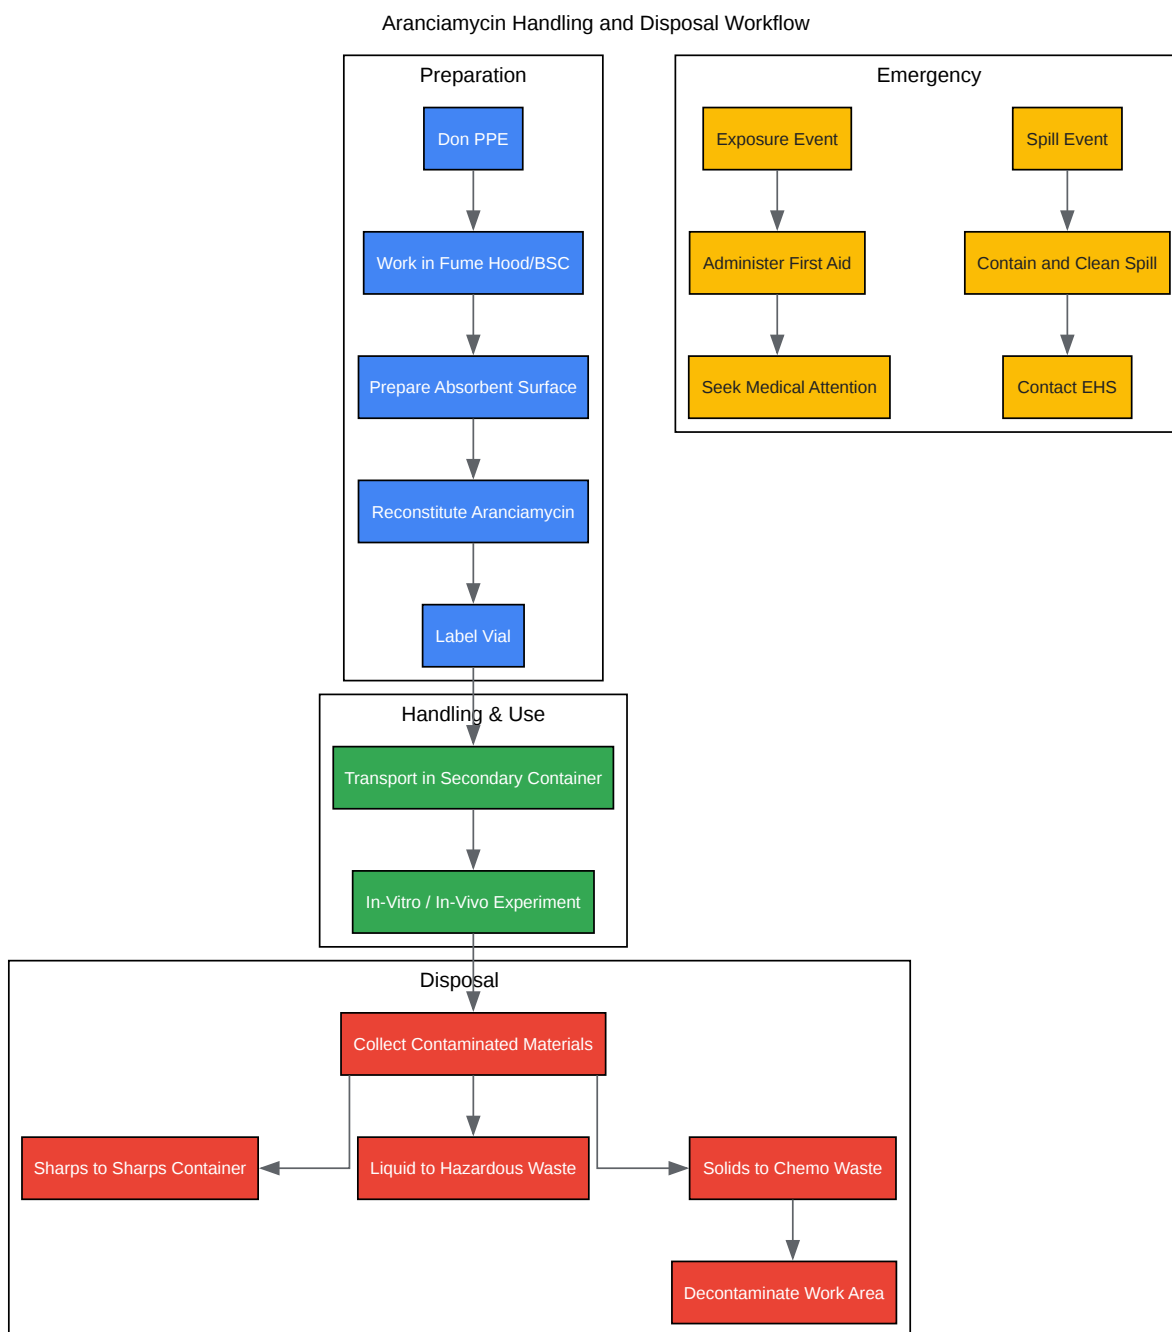 Aranciamycin Handling and Disposal Workflow
Preparation
Don PPE
Work in Fume Hood/BSC
Prepare Absorbent Surface
Reconstitute Aranciamycin
Label Vial
Emergency
Exposure Event
Administer First Aid
Seek Medical Attention
Spill Event
Contain and Clean Spill
Contact EHS
Handling & Use
Transport in Secondary Container
In-Vitro / In-Vivo Experiment
Disposal
Collect Contaminated Materials
Sharps to Sharps Container
Liquid to Hazardous Waste
Solids to Chemo Waste
Decontaminate Work Area